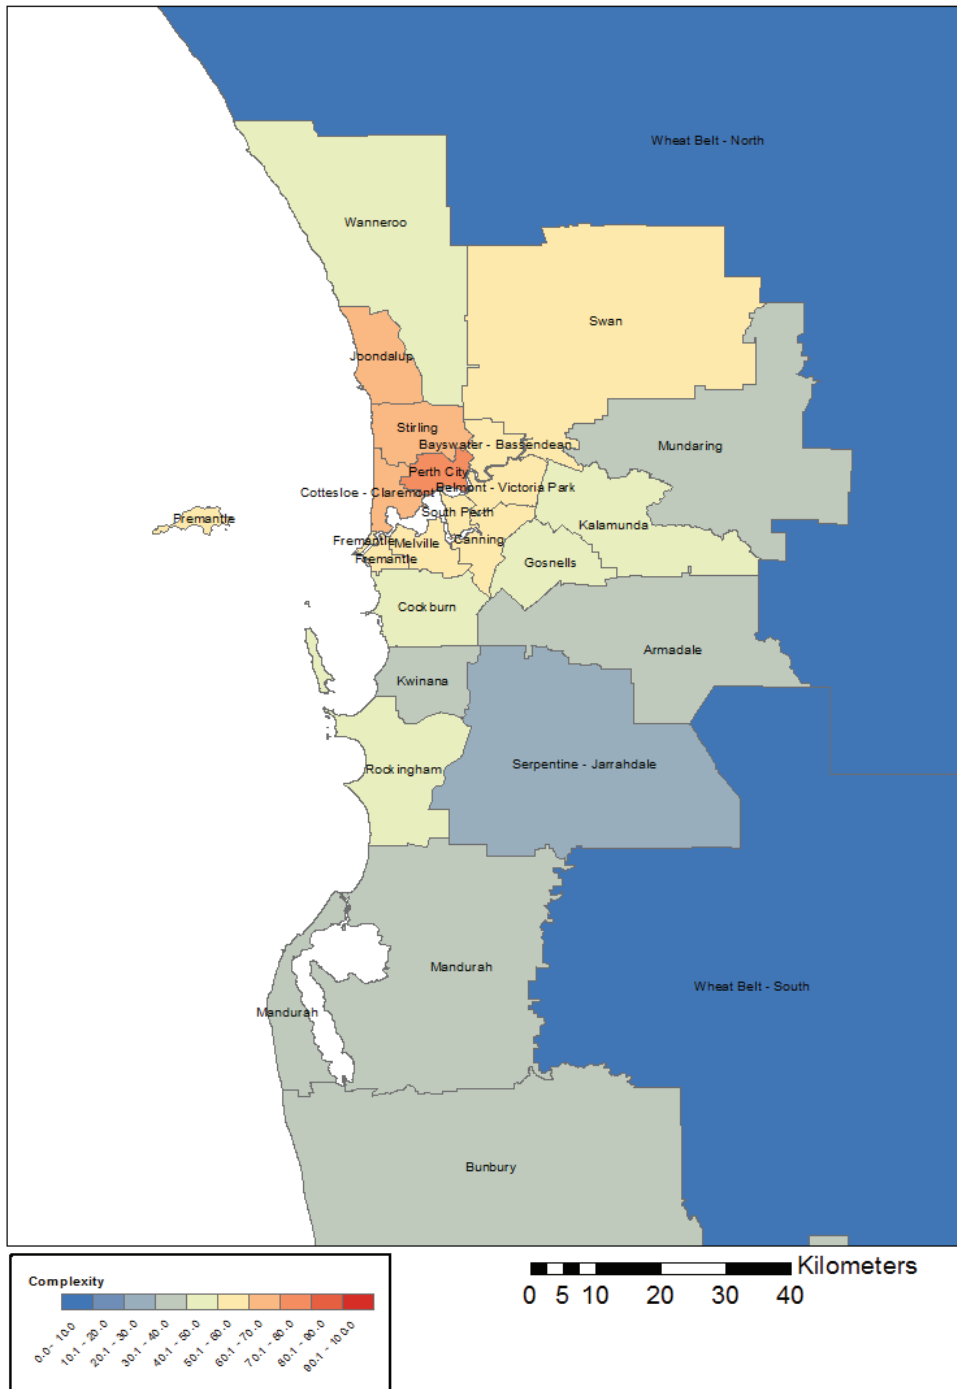 Wheat Belt - North
Wanneroo
Swan
Joondalup
Stirling
Bayswater - Bassendean
Mundaring
Perth City
Belmont - Victoria Park
Cottesloe - Claremont
South Perth
Fremantle
Kalamunda
Fremantle
Melville
Canning
Fremantle
Gosnells
Cockburn
Armadale
Kwinana
Serpentine - Jarrahdale
Rockingham
Mandurah
Wheat Belt - South
Mandurah
Bunbury
Complexity
0.0 - 10.0
10.1 - 20.0
20.1 - 30.0
30.1 - 40.0
40.1 - 50.0
50.1 - 60.0
60.1 - 70.0
70.1 - 80.0
80.1 - 90.0
90.1 - 100.0
Kilometers
0 5 10 20 30 40